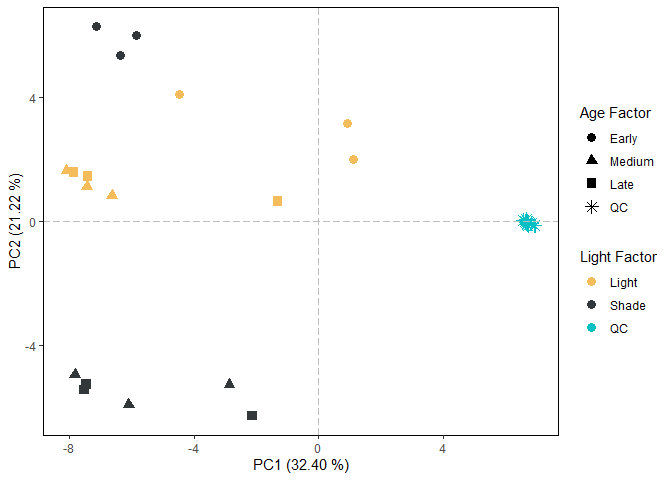 Age Factor
Early
Medium
Late
QC
Light Factor
Light
Shade
QC
PC2 (21.22 %)
4
0
-4
-8
-4
0
4
PC1 (32.40 %)